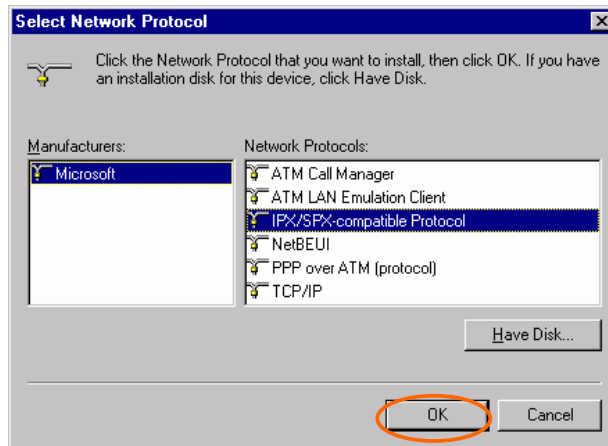 Select Network Protocol
Click the Network Protocol that you want to install, then click OK. If you have
an installation disk for this device, click Have Disk.
Manufacturers:
Microsoft
Network Protocols:
ATM Call Manager
ATM LAN Emulation Client
IPX/SPX-compatible Protocol
NetBEUI
PPP over ATM (protocol)
TCP/IP
Have Disk...
OK
Cancel